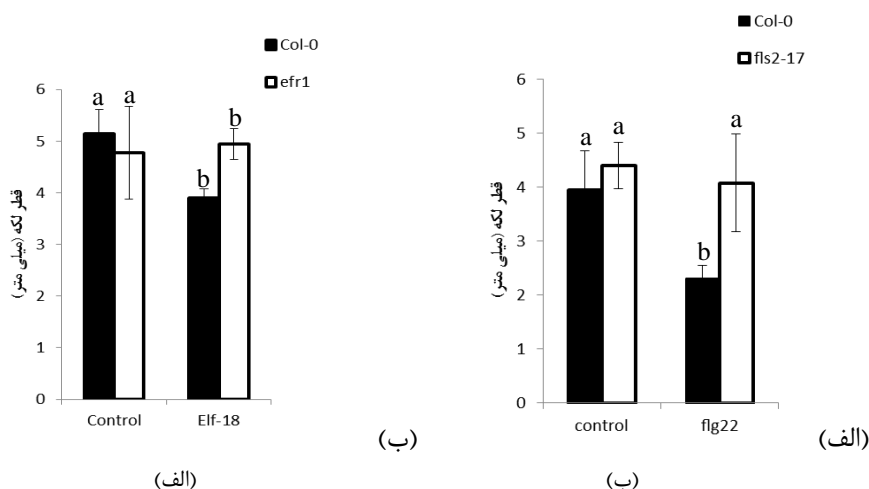 Col-0
efr1
6
5
4
3
2
1
0
a a b b
قطر لکه (میلی متر)
Control Elf-18
(ب)
(الف)
Col-0
fls2-17
6
5
4
3
2
1
0
a a b a
قطر لکه (میلی متر)
control flg22
(الف)
(ب)